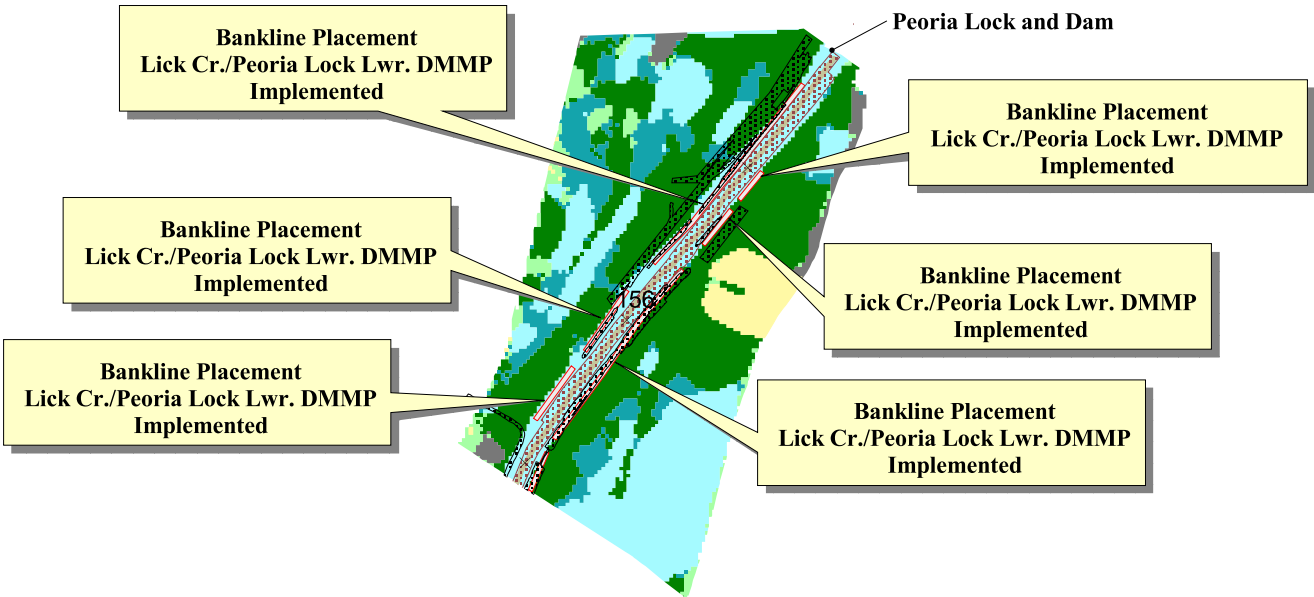 Peoria Lock and Dam
Bankline Placement
Lick Cr./Peoria Lock Lwr. DMMP
Implemented
Bankline Placement
Lick Cr./Peoria Lock Lwr. DMMP
Implemented
Bankline Placement
Lick Cr./Peoria Lock Lwr. DMMP
Implemented
Bankline Placement
Lick Cr./Peoria Lock Lwr. DMMP
Implemented
156
Bankline Placement
Lick Cr./Peoria Lock Lwr. DMMP
Implemented
Bankline Placement
Lick Cr./Peoria Lock Lwr. DMMP
Implemented